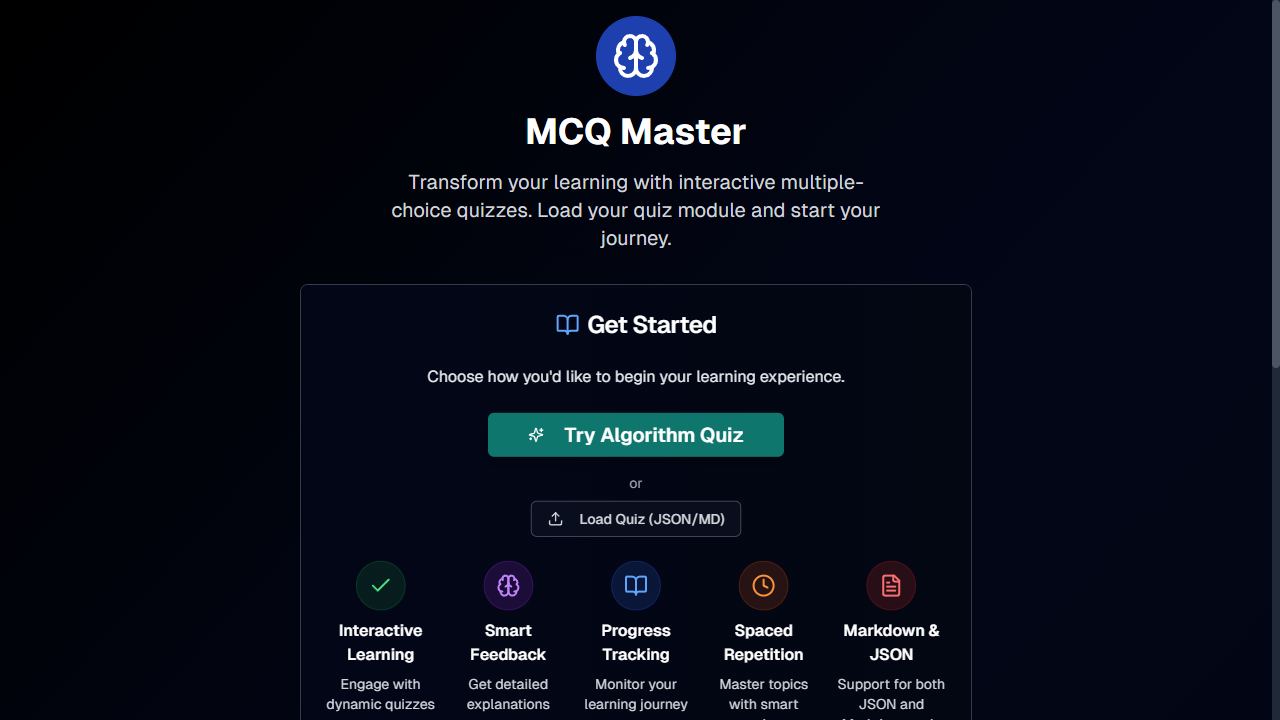 MCQ Master
Transform your learning with interactive multiple-
choice quizzes. Load your quiz module and start your
journey.
Get Started
Choose how you'd like to begin your learning experience.
Try Algorithm Quiz
or
Load Quiz (JSON/MD)
Interactive
Learning
Engage with
dynamic quizzes
Smart
Feedback
Get detailed
explanations
Progress
Tracking
Monitor your
learning journey
Spaced
Repetition
Master topics
with smart
Markdown &
JSON
Support for both
JSON and